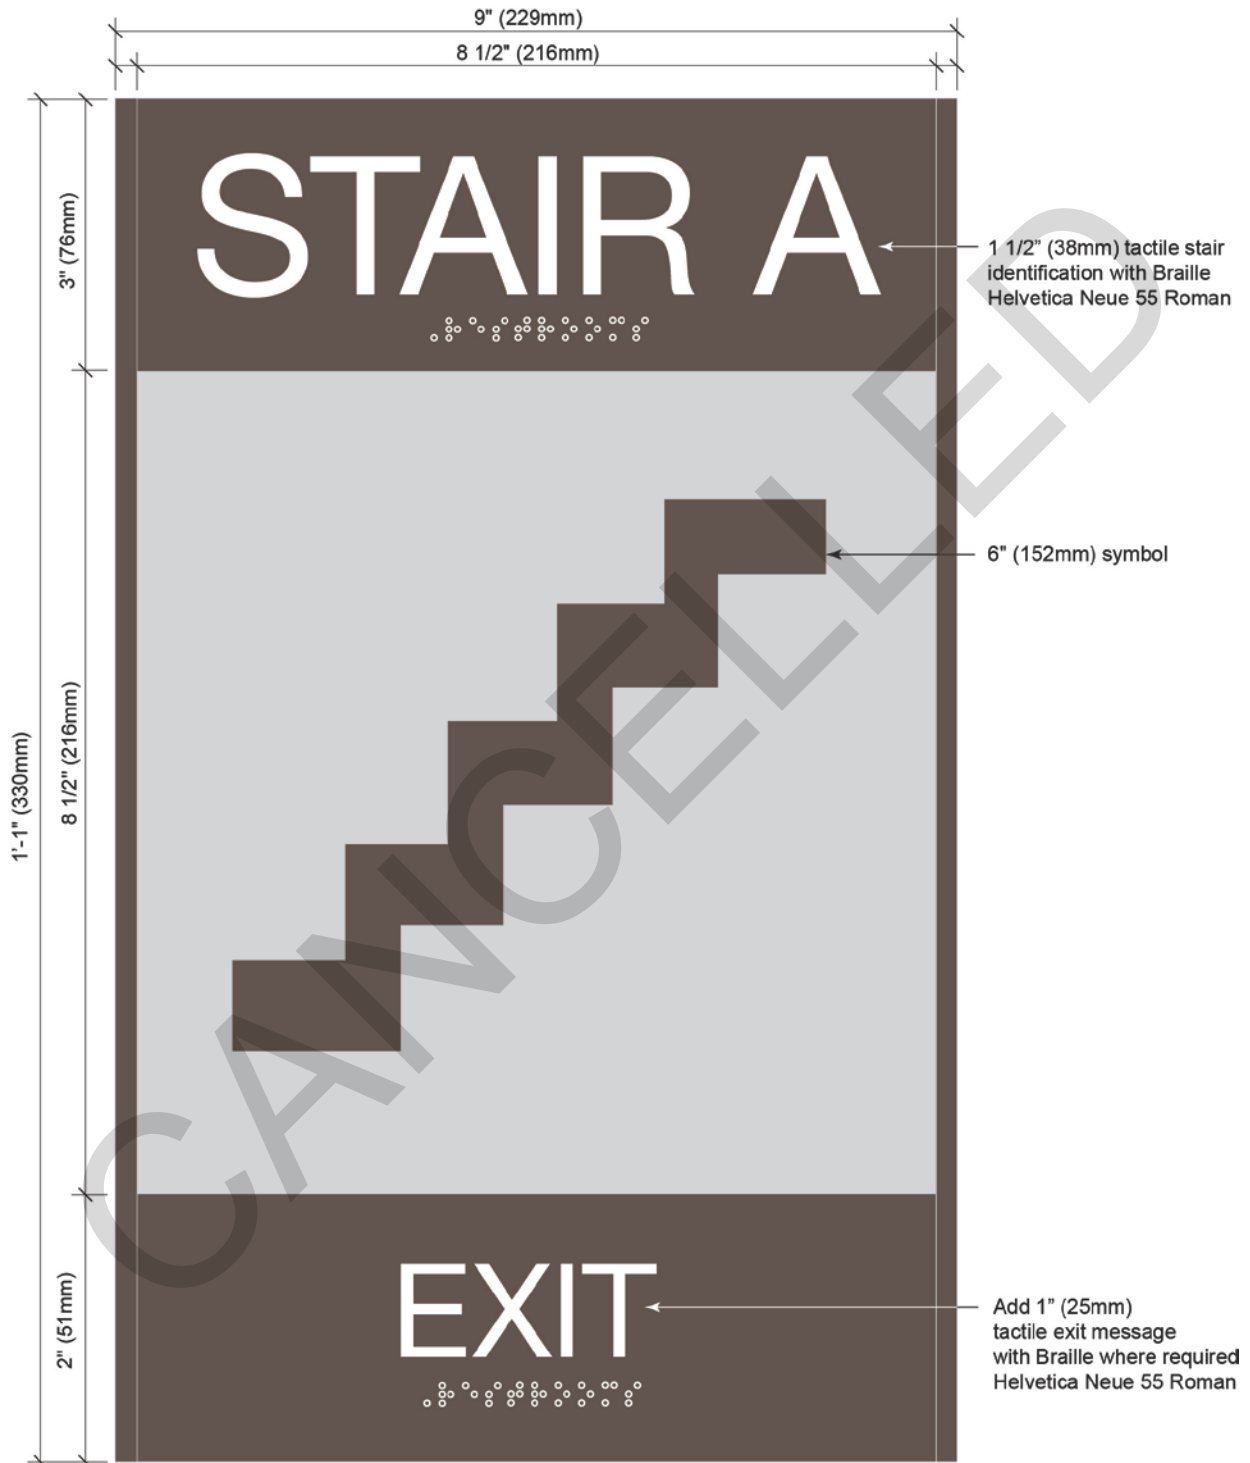 9" (229mm)
8 1/2" (216mm)
3" (76mm)
STAIR A
1 1/2” (38mm) tactile stair
identification with Braille
Helvetica Neue 55 Roman
6" (152mm) symbol
8 1/2" (216mm)
1'-1" (330mm)
CANCELLED
2" (51mm)
EXIT
Add 1” (25mm)
tactile exit message
with Braille where required
Helvetica Neue 55 Roman